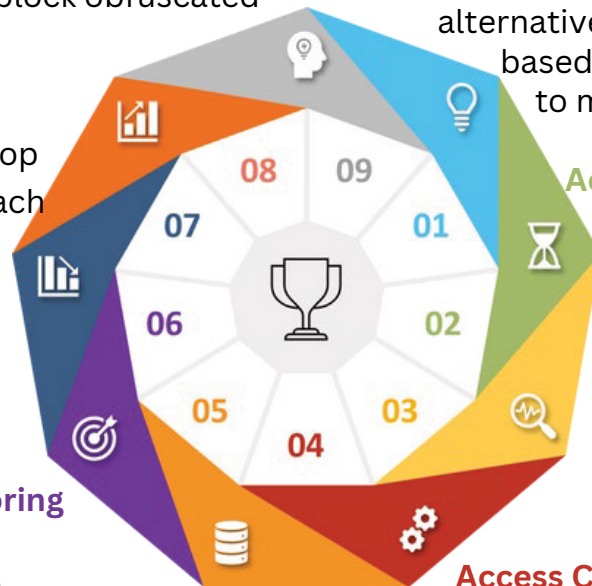 block obfuscated
alternative
based
to m
op
ach
Ac
08
09
07
01
06
02
05
03
04
oring
Access C